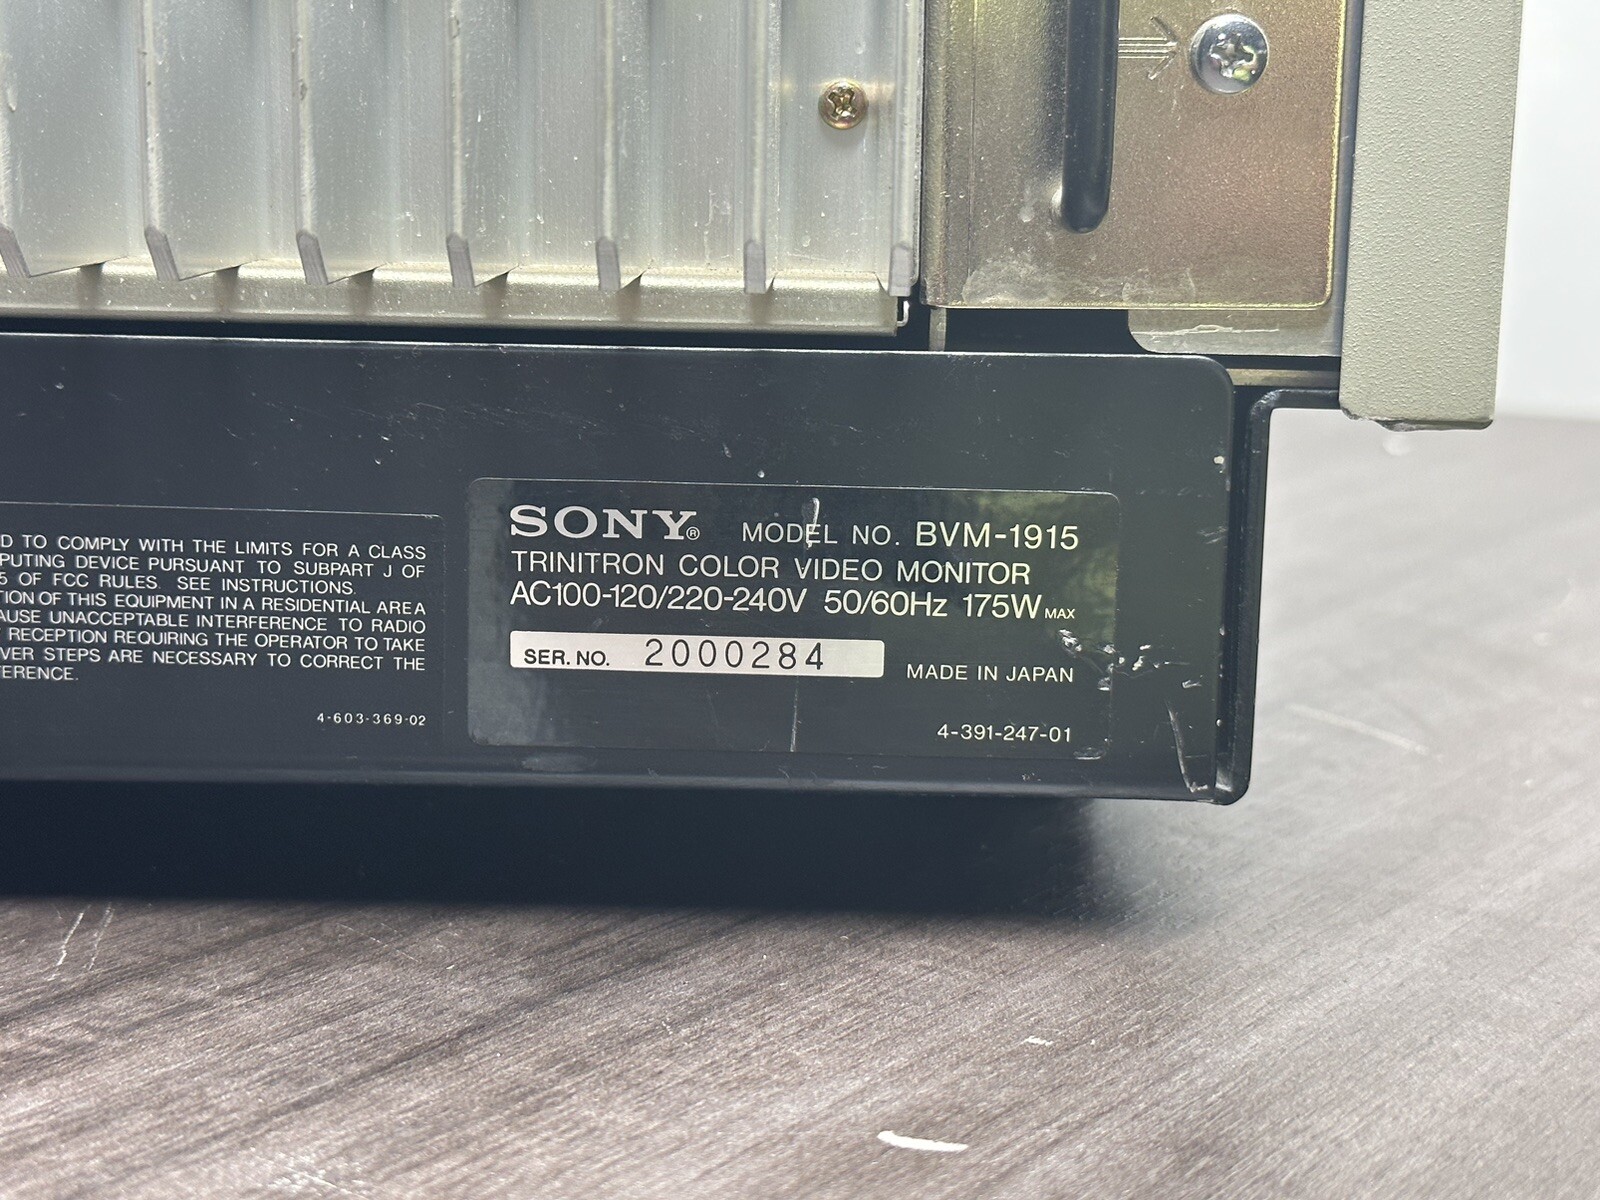 D TO COMPLY WITH THE LIMITS FOR A CLASS
PUTING DEVICE PURSUANT TO SUBPART J OF
5 OF FCC RULES. SEE INSTRUCTIONS.
TION OF THIS EQUIPMENT IN A RESIDENTIAL AREA
AUSE UNACCEPTABLE INTERFERENCE TO RADIO
RECEPTION REQUIRING THE OPERATOR TO TAKE
VER STEPS ARE NECESSARY TO CORRECT THE
ERENCE.
4-603-369-02
SONY® MODEL NO. BVM-1915
TRINITRON COLOR VIDEO MONITOR
AC100-120/220-240V 50/60Hz 175W MAX
SER. NO. 2000284
MADE IN JAPAN
4-391-247-01